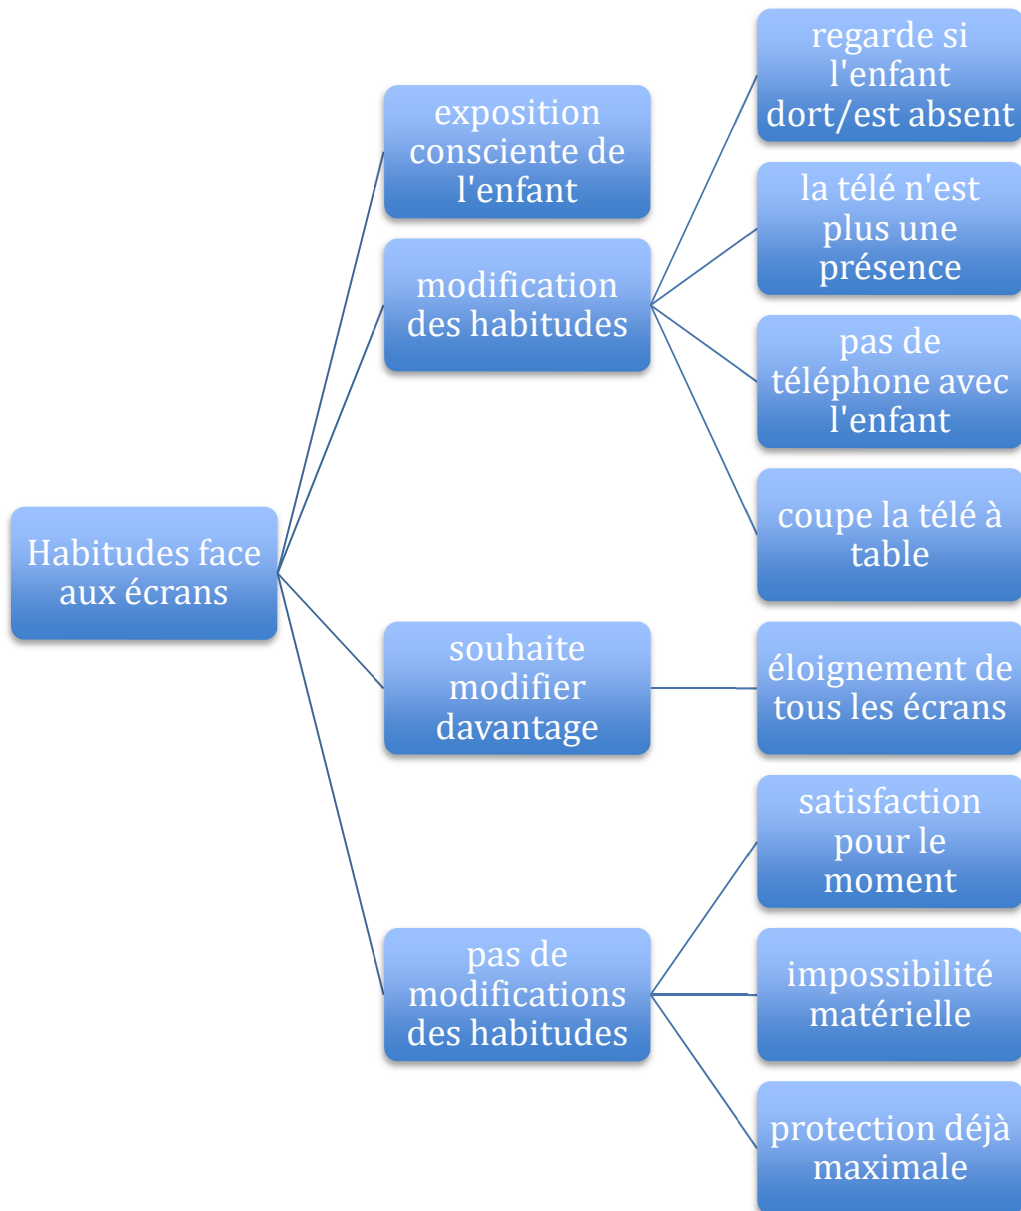 Habitudes face
aux écrans
exposition
consciente de
l'enfant
modification
des habitudes
regarde si
l'enfant
dort/est absent
la télé n'est
plus une
présence
pas de
téléphone avec
l'enfant
coupe la télé à
table
souhaite
modifier
davantage
éloignement de
tous les écrans
pas de
modifications
des habitudes
satisfaction
pour le
moment
impossibilité
matérielle
protection déjà
maximale